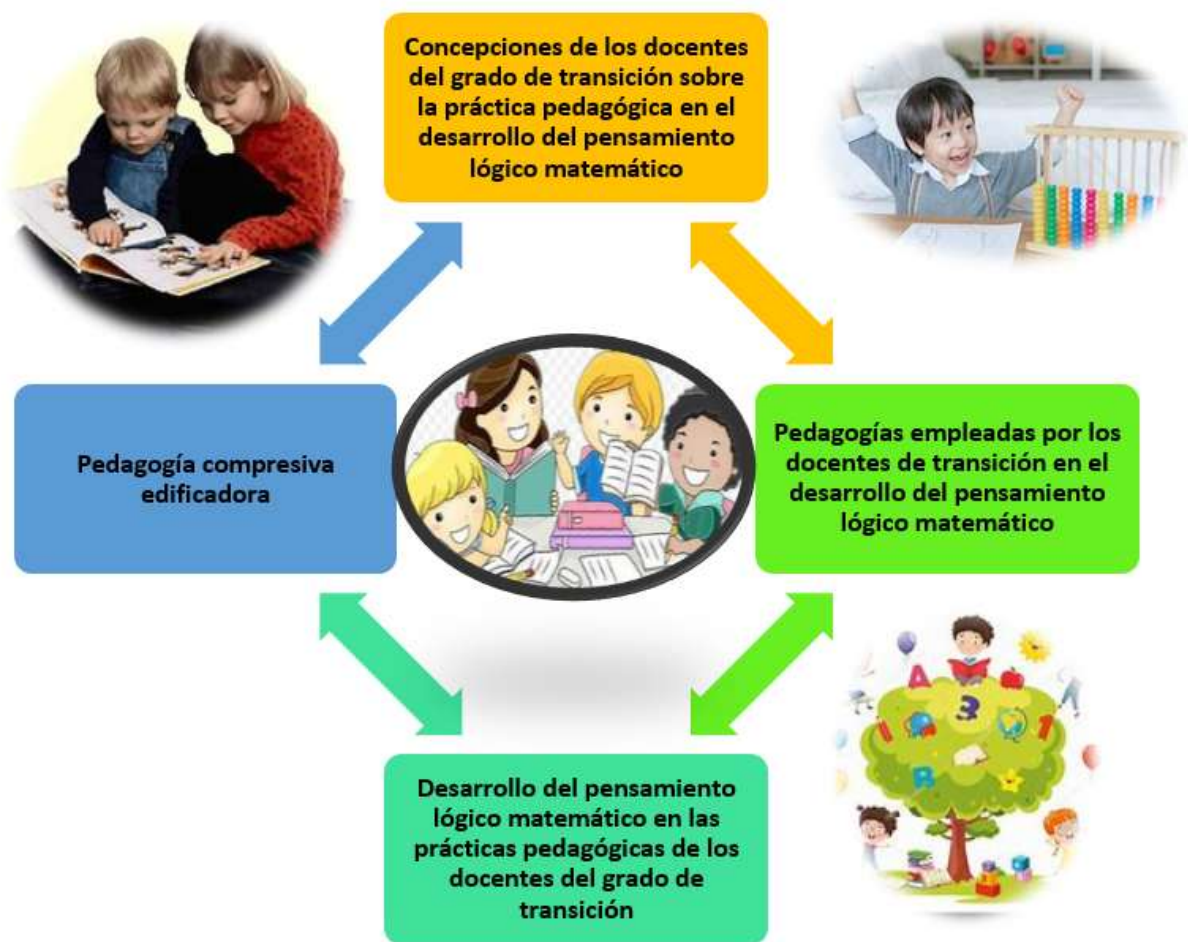 Concepciones de los docentes
del grado de transición sobre
la práctica pedagógica en el
desarrollo del pensamiento
lógico matemático
Pedagogía compresiva
edificadora
Pedagogías empleadas por los
docentes de transición en el
desarrollo del pensamiento
lógico matemático
A
3
1
R
Desarrollo del pensamiento
lógico matemático en las
prácticas pedagógicas de los
docentes del grado de
transición